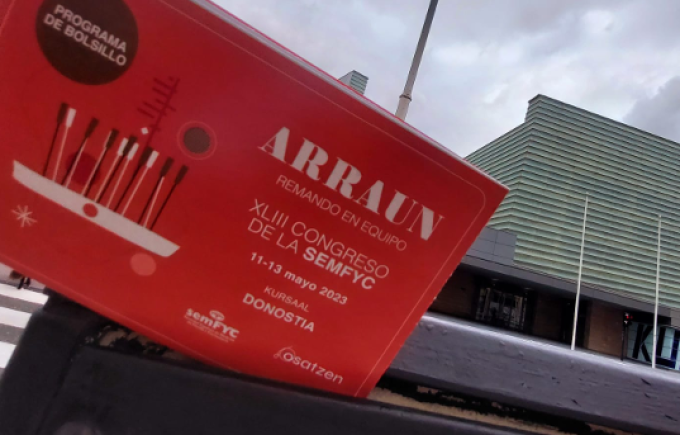 PROGRAMA
DE BOLSILLO
ARRAUN
REMANDO EN EQUIPO
XLIII CONGRESO
DE LA SEMFYC
11-13 mayo 2023
KURSAAL
DONOSTIA
semFYC
osatzen